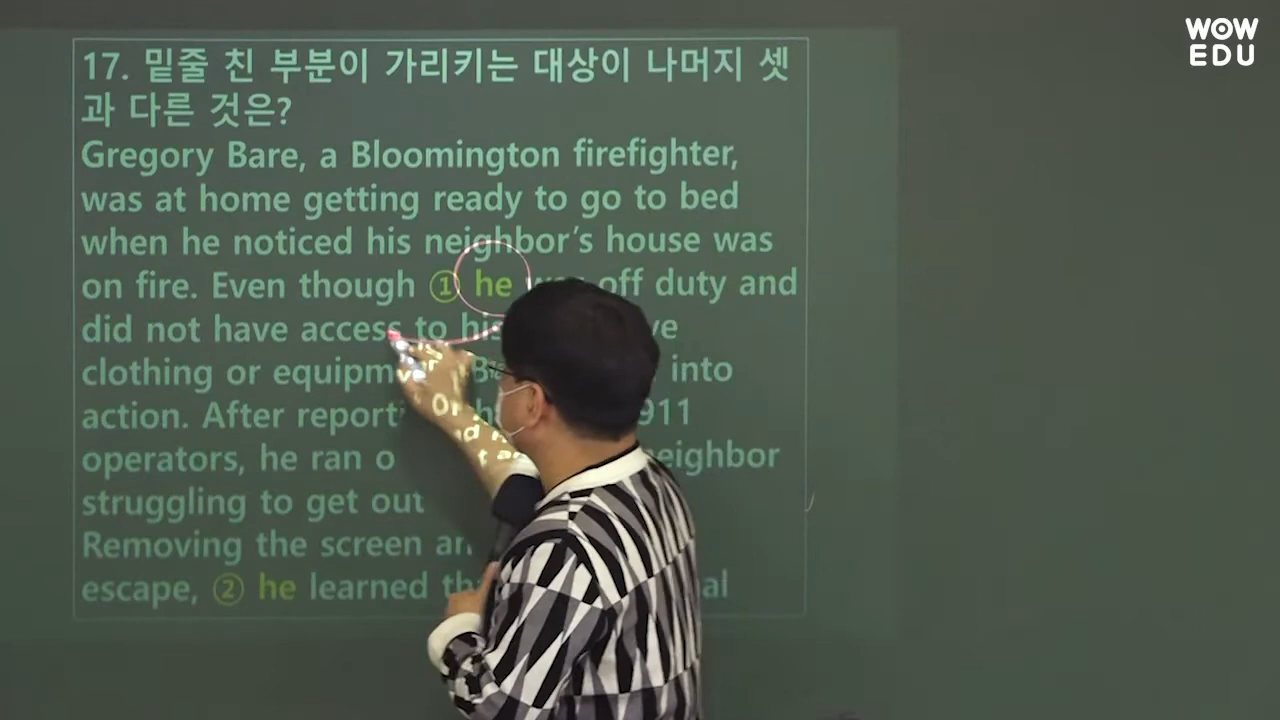 WOW
EDU
17. 밑줄 친 부분이 가리키는 대상이 나머지 셋
과 다른 것은?
Gregory Bare, a Bloomington firefighter,
was at home getting ready to go to bed
when he noticed his neighbor's house was
on fire. Even though ① he was off duty and
did not have access to his
clothing or into
action. After 911
operators, he ran neighbor
struggling to get out
Removing the screen
escape, ② he learned